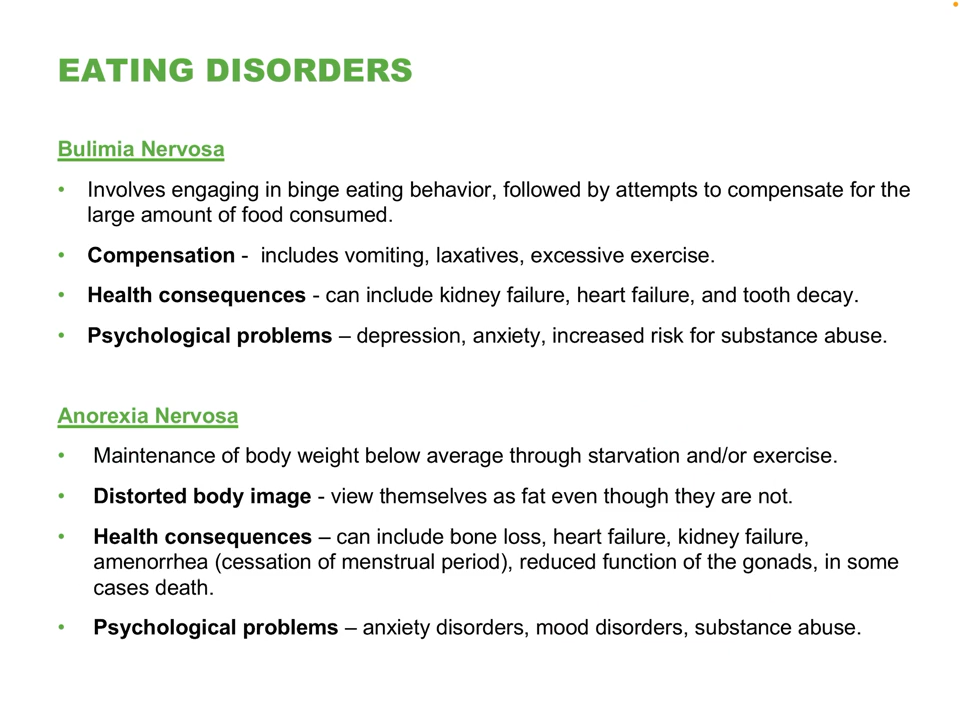 EATING DISORDERS
Bulimia Nervosa
• Involves engaging in binge eating behavior, followed by attempts to compensate for the
large amount of food consumed.
• Compensation -  includes vomiting, laxatives, excessive exercise.
• Health consequences - can include kidney failure, heart failure, and tooth decay.
• Psychological problems – depression, anxiety, increased risk for substance abuse.
Anorexia Nervosa
• Maintenance of body weight below average through starvation and/or exercise.
• Distorted body image - view themselves as fat even though they are not.
• Health consequences – can include bone loss, heart failure, kidney failure,
amenorrhea (cessation of menstrual period), reduced function of the gonads, in some
cases death.
• Psychological problems – anxiety disorders, mood disorders, substance abuse.